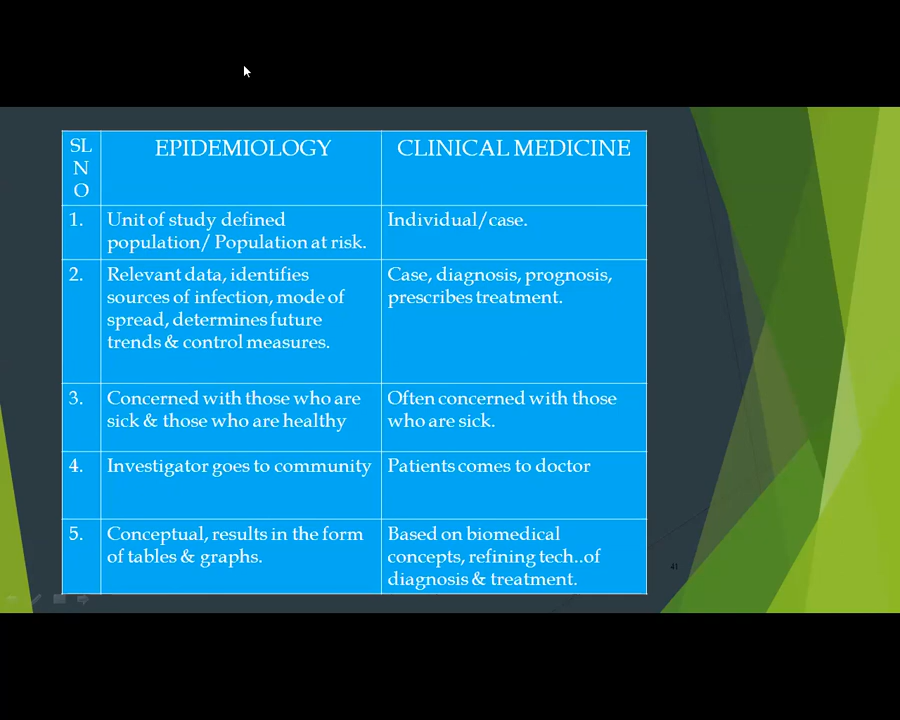 SL
N
O
EPIDEMIOLOGY
CLINICAL MEDICINE
1.
Unit of study defined
population/ Population at risk.
Individual/case.
2.
Relevant data, identifies
sources of infection, mode of
spread, determines future
trends & control measures.
Case, diagnosis, prognosis,
prescribes treatment.
3.
Concerned with those who are
sick & those who are healthy
Often concerned with those
who are sick.
4.
Investigator goes to community
Patients comes to doctor
5.
Conceptual, results in the form
of tables & graphs.
Based on biomedical
concepts, refining tech..of
diagnosis & treatment.
41